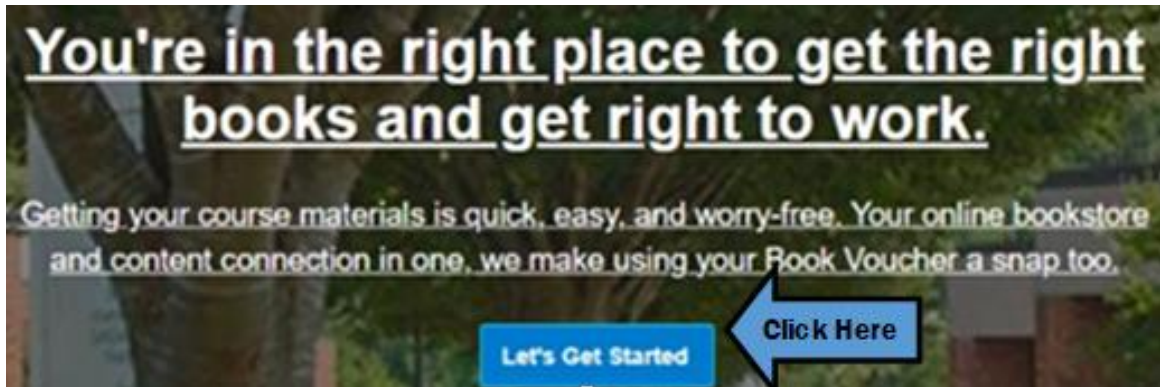 You're in the right place to get the right
books and get right to work.
Getting your course materials is quick, easy, and worry-free. Your online bookstore
and content connection in one, we make using your Book Voucher a snap too.
Click Here
Let's Get Started